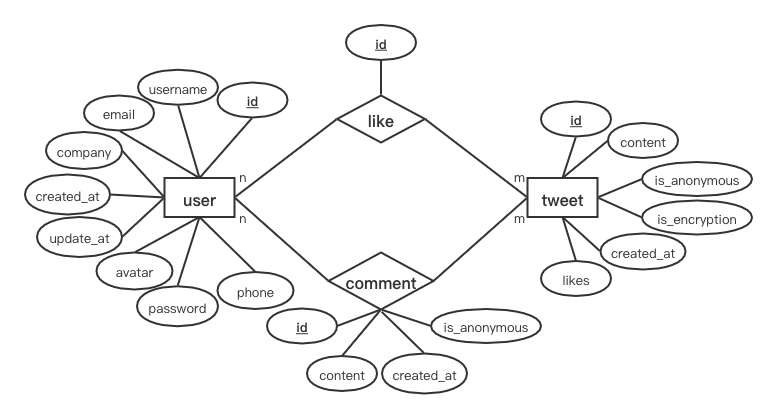 id
username
id
email
like
id
content
company
n
m
is_anonymous
created_at
user
tweet
n
m
is_encryption
update_at
created_at
avatar
comment
likes
phone
password
id
is_anonymous
content
created_at